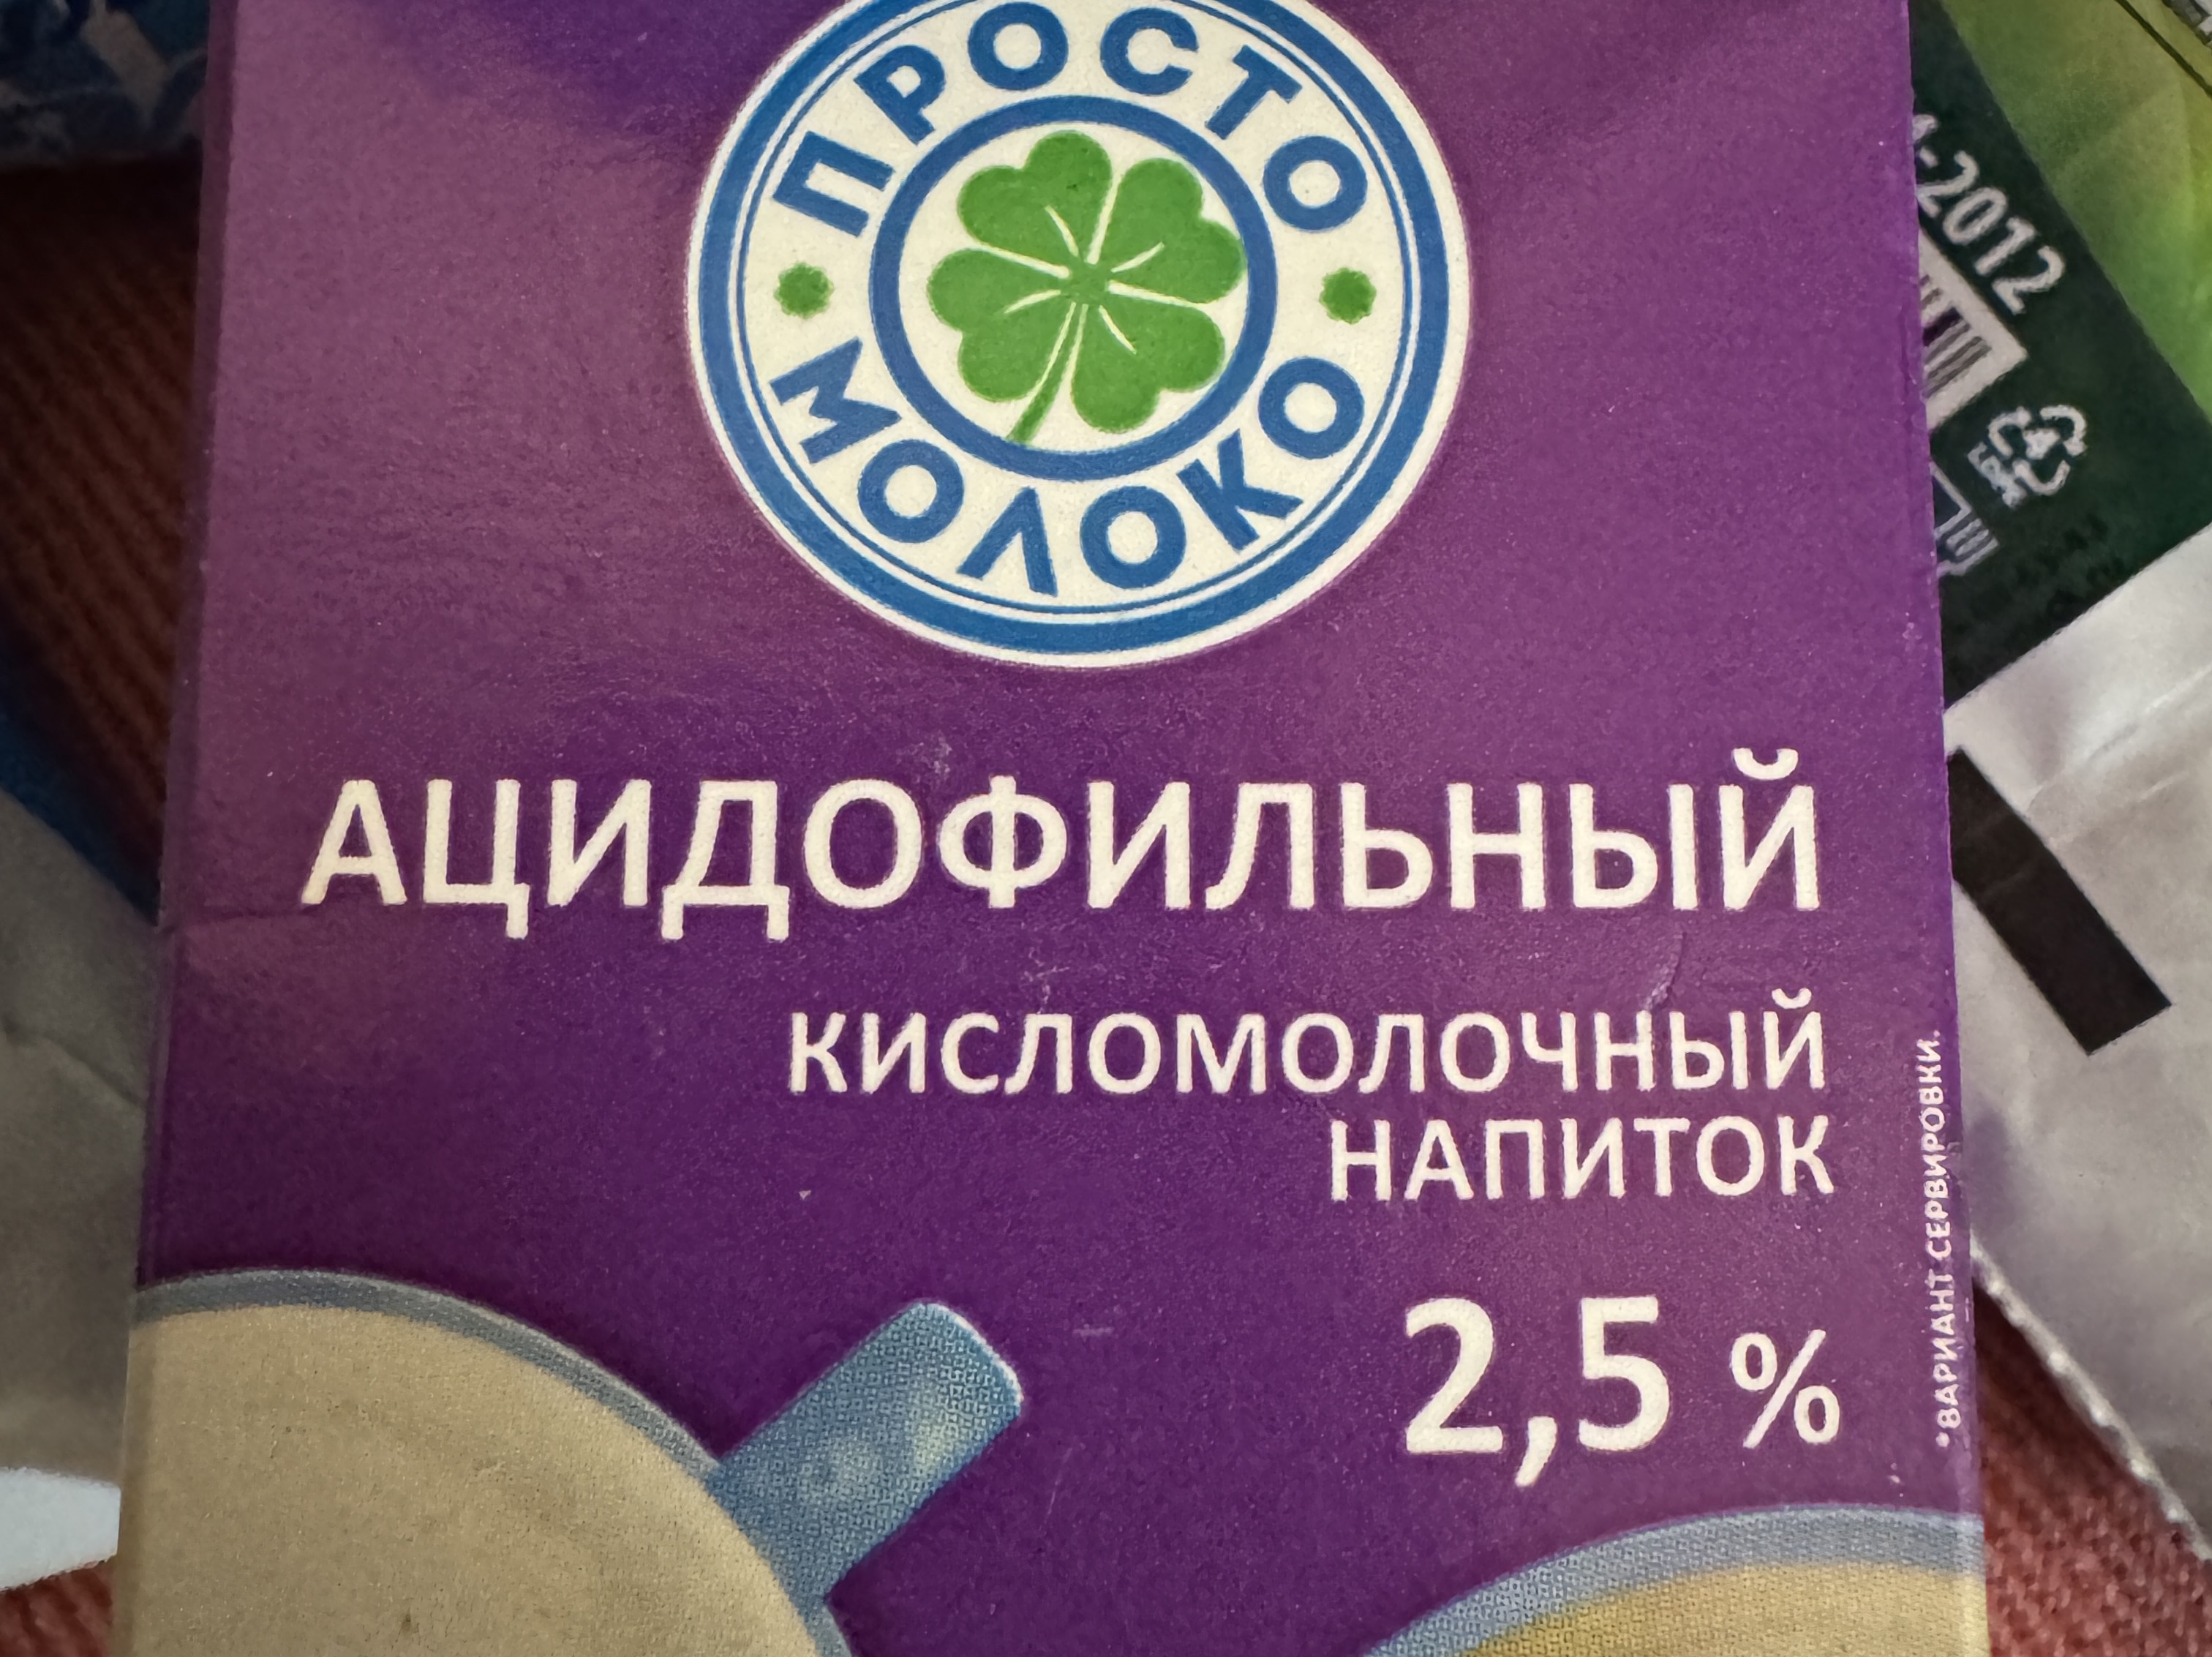 ПРОСТО
МОЛОКО
АЦИДОФИЛЬНЫЙ
КИСЛОМОЛОЧНЫЙ
НАПИТОК
2,5 %
*ВАРИАНТ СЕРВИРОВКИ.
-2012